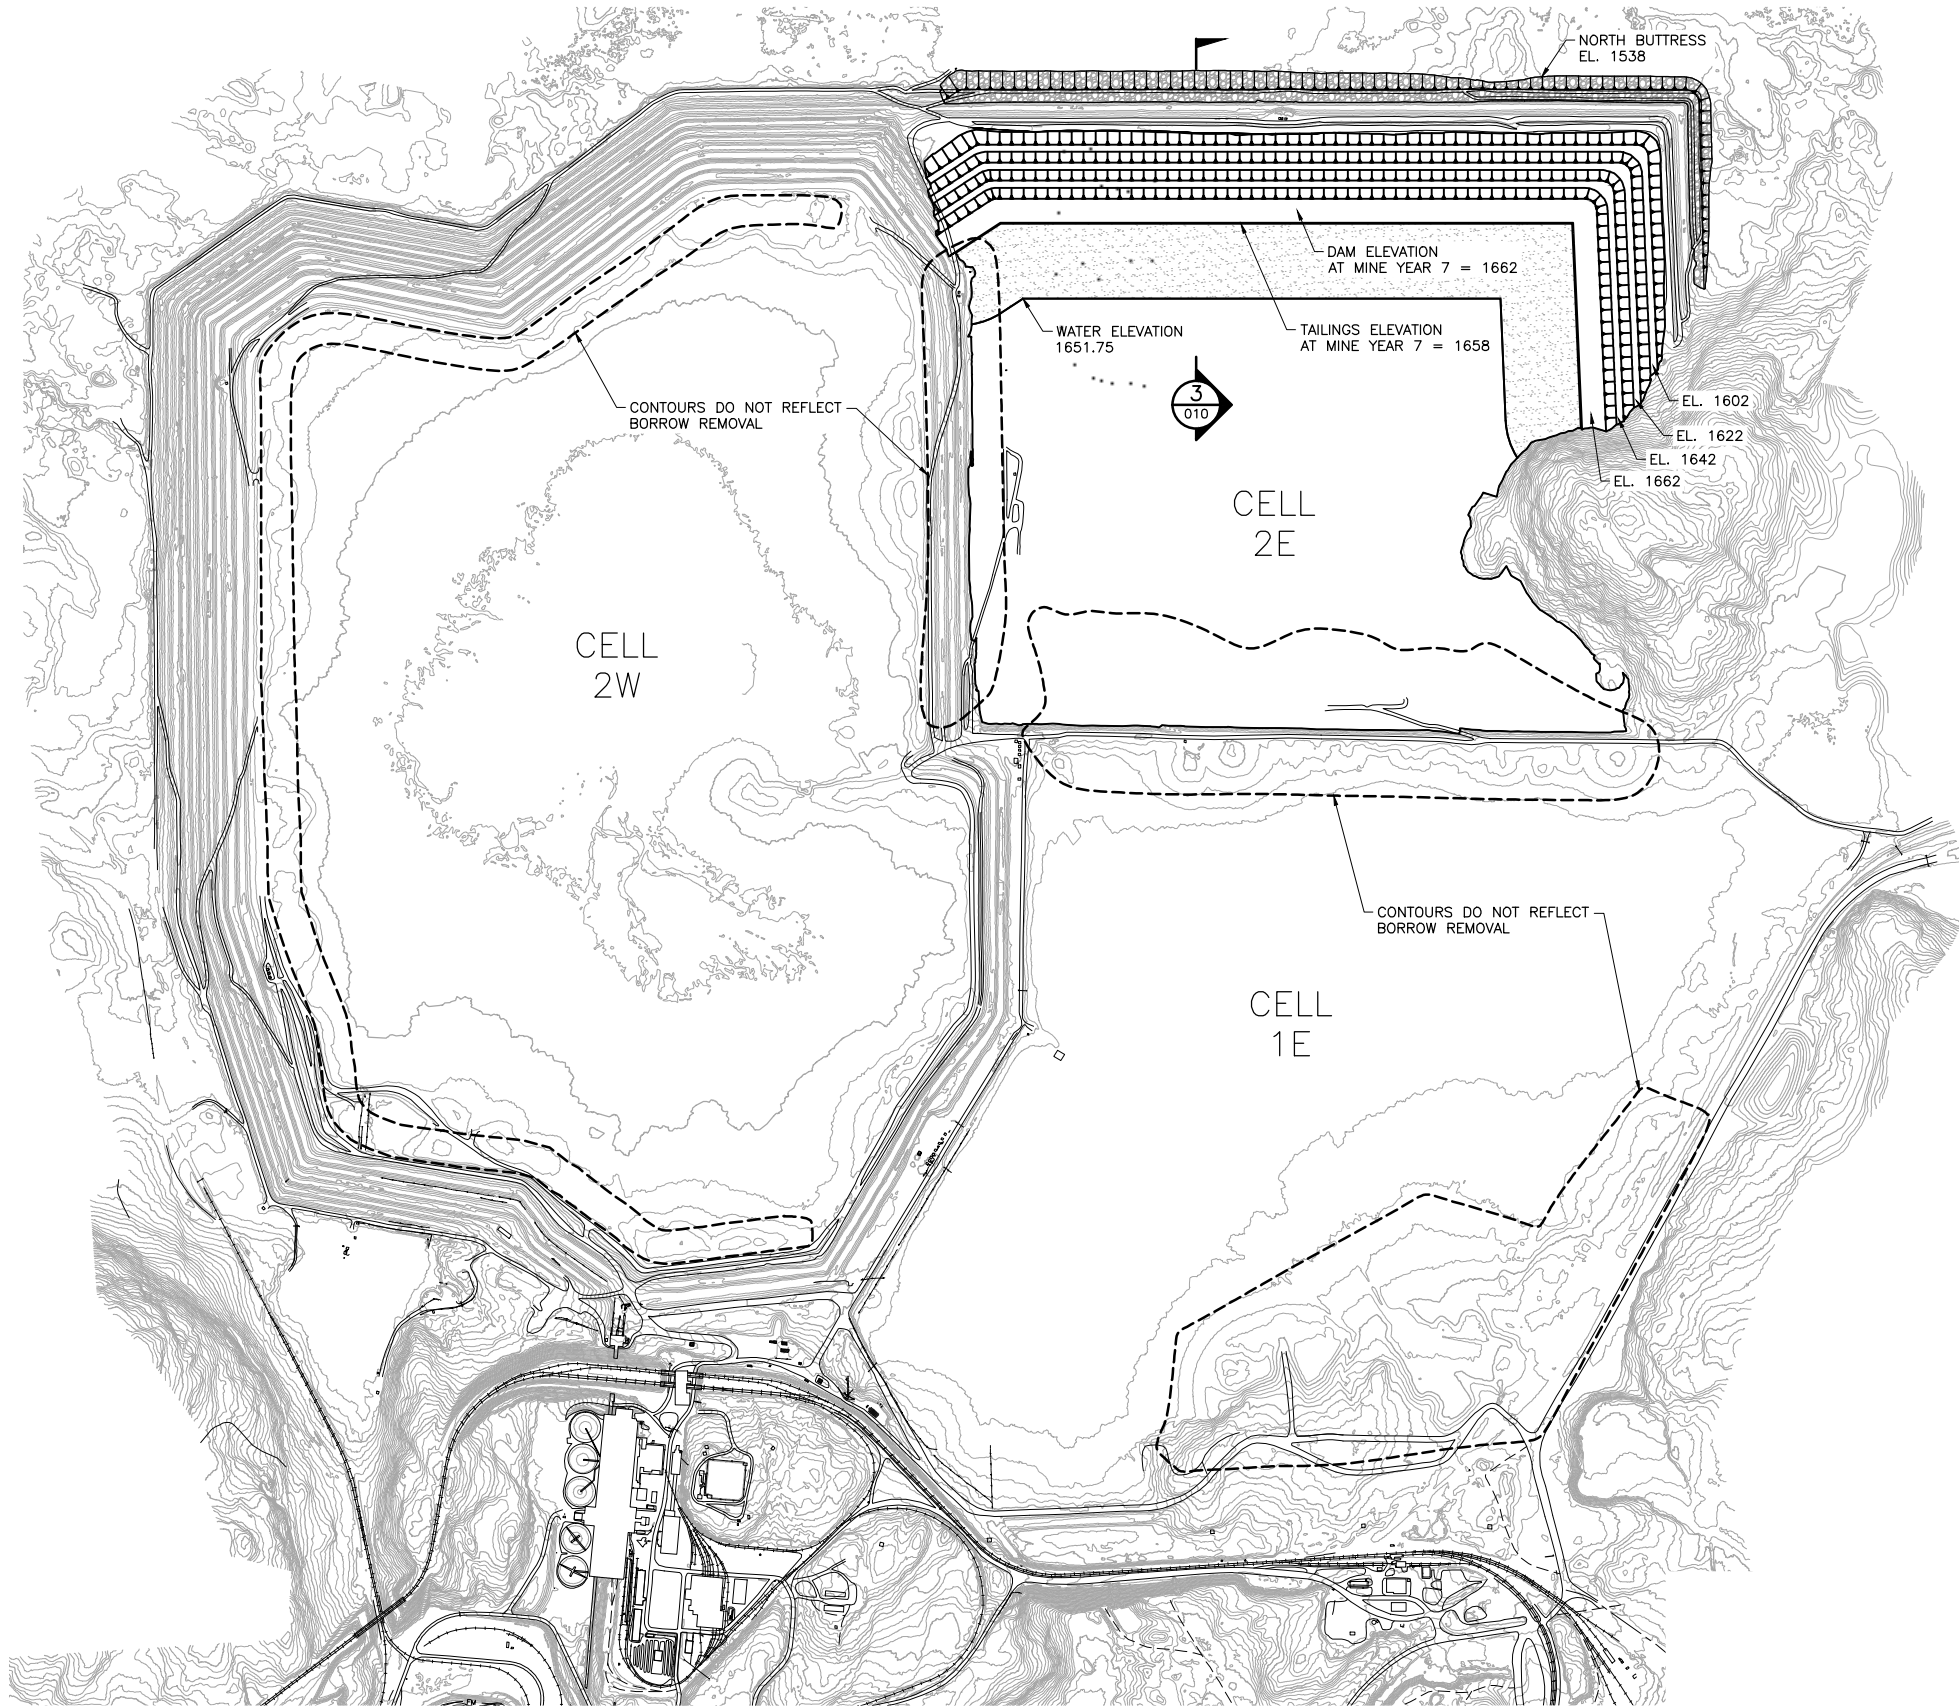 NORTH BUTTRESS
EL. 1538
DAM ELEVATION
AT MINE YEAR 7 = 1662
WATER ELEVATION
1651.75
TAILINGS ELEVATION
AT MINE YEAR 7 = 1658
3
010
CONTOURS DO NOT REFLECT
BORROW REMOVAL
EL. 1602
EL. 1622
EL. 1642
EL. 1662
CELL
2E
CELL
2W
CONTOURS DO NOT REFLECT
BORROW REMOVAL
CELL
1E